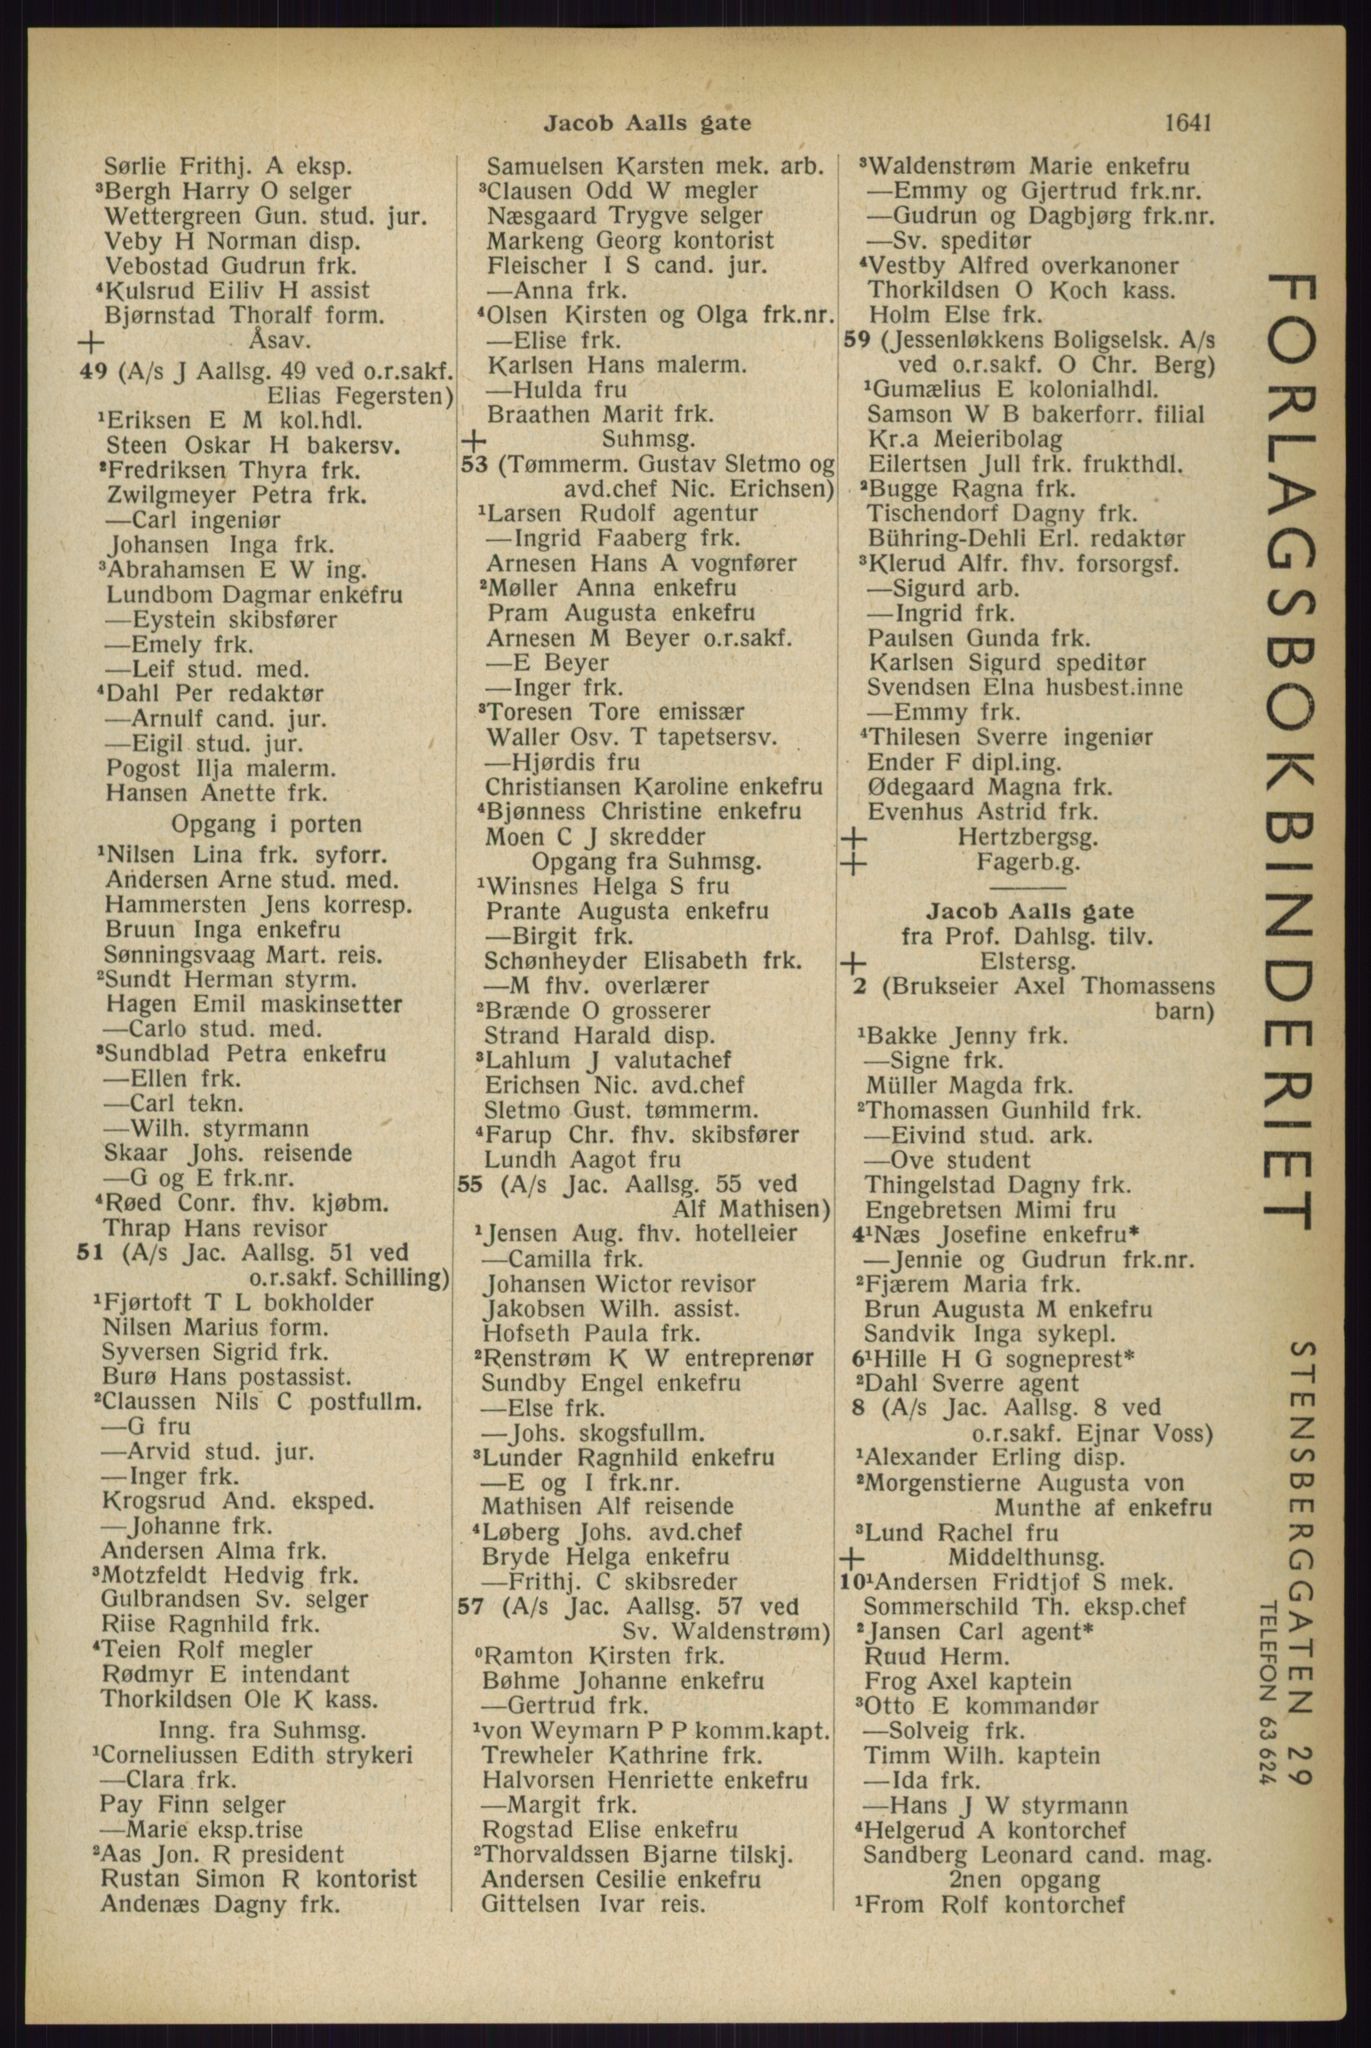 Jacob Aalls gate
1641
Sørlie Frithj. A eksp.
³Bergh Harry O selger
Wettergreen Gun. stud. jur.
Veby H Norman disp.
Vebostad Gudrun frk.
⁴Kulsrud Eiliv H assist
Bjørnstad Thoralf form.
+ Åsav.
49 (A/s J Aallsg. 49 ved o.r.sakf.
Elias Fegersten)
¹Eriksen E M kol.hdl.
Steen Oskar H bakersv.
²Fredriksen Thyra frk.
Zwilgmeyer Petra frk.
—Carl ingeniør
Johansen Inga frk.
³Abrahamsen E W ing.
Lundbom Dagmar enkefru
—Eystein skibsfører
—Emely frk.
—Leif stud. med.
⁴Dahl Per redaktør
—Arnulf cand. jur.
—Eigil stud. jur.
Pogost Ilja malerm.
Hansen Anette frk.
Opgang i porten
¹Nilsen Lina frk. syforr.
Andersen Arne stud. med.
Hammersten Jens korresp.
Bruun Inga enkefru
Sønningsvaag Mart. reis.
²Sundt Herman styrm.
Hagen Emil maskinsetter
—Carlo stud. med.
³Sundblad Petra enkefru
—Ellen frk.
—Carl tekn.
—Wilh. styrmann
Skaar Johs. reisende
—G og E frk.nr.
⁴Røed Conr. fhv. kjøbm.
Thrap Hans revisor
51 (A/s Jac. Aallsg. 51 ved
o.r.sakf. Schilling)
¹Fjørtoft T L bokholder
Nilsen Marius form.
Syversen Sigrid frk.
Burø Hans postassist.
²Claussen Nils C postfullm.
—G fru
—Arvid stud. jur.
—Inger frk.
Krogsrud And. eksped.
—Johanne frk.
Andersen Alma frk.
³Motzfeldt Hedvig frk.
Gulbrandsen Sv. selger
Riise Ragnhild frk.
⁴Teien Rolf megler
Rødmyr E intendant
Thorkildsen Ole K kass.
Inng. fra Suhmsg.
¹Corneliussen Edith strykeri
—Clara frk.
Pay Finn selger
—Marie eksp.trise
²Aas Jon. R president
Rustan Simon R kontorist
Andenæs Dagny frk.
Samuelsen Karsten mek. arb.
³Clausen Odd W megler
Næsgaard Trygve selger
Markeng Georg kontorist
Fleischer I S cand. jur.
—Anna frk.
⁴Olsen Kirsten og Olga frk.nr.
—Elise frk.
Karlsen Hans malerm.
—Hulda fru
Braathen Marit frk.
+ Suhmsg.
53 (Tømmerm. Gustav Sletmo og
avd.chef Nic. Erichsen)
¹Larsen Rudolf agentur
—Ingrid Faaberg frk.
Arnesen Hans A vognfører
²Møller Anna enkefru
Pram Augusta enkefru
Arnesen M Beyer o.r.sakf.
—E Beyer
—Inger frk.
³Toresen Tore emissær
Waller Osv. T tapetsersv.
—Hjørdis fru
Christiansen Karoline enkefru
⁴Bjønness Christine enkefru
Moen C J skredder
Opgang fra Suhmsg.
¹Winsnes Helga S fru
Prante Augusta enkefru
—Birgit frk.
Schønheyder Elisabeth frk.
—M fhv. overlærer
²Brænde O grosserer
Strand Harald disp.
³Lahlum J valutachef
Erichsen Nic. avd.chef
Sletmo Gust. tømmerm.
⁴Farup Chr. fhv. skibsfører
Lundh Aagot fru
55 (A/s Jac. Aallsg. 55 ved
Alf Mathisen)
¹Jensen Aug. fhv. hotelleier
—Camilla frk.
Johansen Wictor revisor
Jakobsen Wilh. assist.
Hofseth Paula frk.
²Renstrøm K W entreprenør
Sundby Engel enkefru
—Else frk.
—Johs. skogsfullm.
³Lunder Ragnhild enkefru
—E og I frk.nr.
Mathisen Alf reisende
⁴Løberg Johs. avd.chef
Bryde Helga enkefru
—Frithj. C skibsreder
57 (A/s Jac. Aallsg. 57 ved
Sv. Waldenstrøm)
⁰Ramton Kirsten frk.
Bøhme Johanne enkefru
—Gertrud frk.
¹von Weymarn P P komm.kapt.
Trewheler Kathrine frk.
Halvorsen Henriette enkefru
—Margit frk.
Rogstad Elise enkefru
²Thorvaldssen Bjarne tilskj.
Andersen Cesilie enkefru
Gittelsen Ivar reis.
³Waldenstrøm Marie enkefru
—Emmy og Gjertrud frk.nr.
—Gudrun og Dagbjørg frk.nr.
—Sv. speditør
⁴Vestby Alfred overkanoner
Thorkildsen O Koch kass.
Holm Else frk.
59 (Jessenløkkens Boligselsk. A/s
ved o.r.sakf. O Chr. Berg)
¹Gumælius E kolonialhdl.
Samson W B bakerforr. filial
Kr.a Meieribolag
Eilertsen Jull frk. frukthdl.
²Bugge Ragna frk.
Tischendorf Dagny frk.
Bühring-Dehli Erl. redaktør
³Klerud Alfr. fhv. forsorgsf.
—Sigurd arb.
—Ingrid frk.
Paulsen Gunda frk.
Karlsen Sigurd speditør
Svendsen Elna husbest.inne
—Emmy frk.
⁴Thilesen Sverre ingeniør
Ender F dipl.ing.
Ødegaard Magna frk.
Evenhus Astrid frk.
+ Hertzbergsg.
+ Fagerb.g.
Jacob Aalls gate
fra Prof. Dahlsg. tilv.
+ Elstersg.
2 (Brukseier Axel Thomassens
barn)
¹Bakke Jenny frk.
—Signe frk.
Müller Magda frk.
²Thomassen Gunhild frk.
—Eivind stud. ark.
—Ove student
Thingelstad Dagny frk.
Engebretsen Mimi fru
4¹Næs Josefine enkefru*
—Jennie og Gudrun frk.nr.
²Fjærem Maria frk.
Brun Augusta M enkefru
Sandvik Inga sykepl.
6¹Hille H G sogneprest*
²Dahl Sverre agent
8 (A/s Jac. Aallsg. 8 ved
o.r.sakf. Ejnar Voss)
¹Alexander Erling disp.
²Morgenstierne Augusta von
Munthe af enkefru
³Lund Rachel fru
+ Middelthunsg.
10¹Andersen Fridtjof S mek.
Sommerschild Th. eksp.chef
²Jansen Carl agent*
Ruud Herm.
Frog Axel kaptein
³Otto E kommandør
—Solveig frk.
Timm Wilh. kaptein
—Ida frk.
—Hans J W styrmann
⁴Helgerud A kontorchef
Sandberg Leonard cand. mag.
2nen opgang
¹From Rolf kontorchef
FORLAGSBOKBINDERIET
STENSBERGGATEN 29
TELEFON 63 624